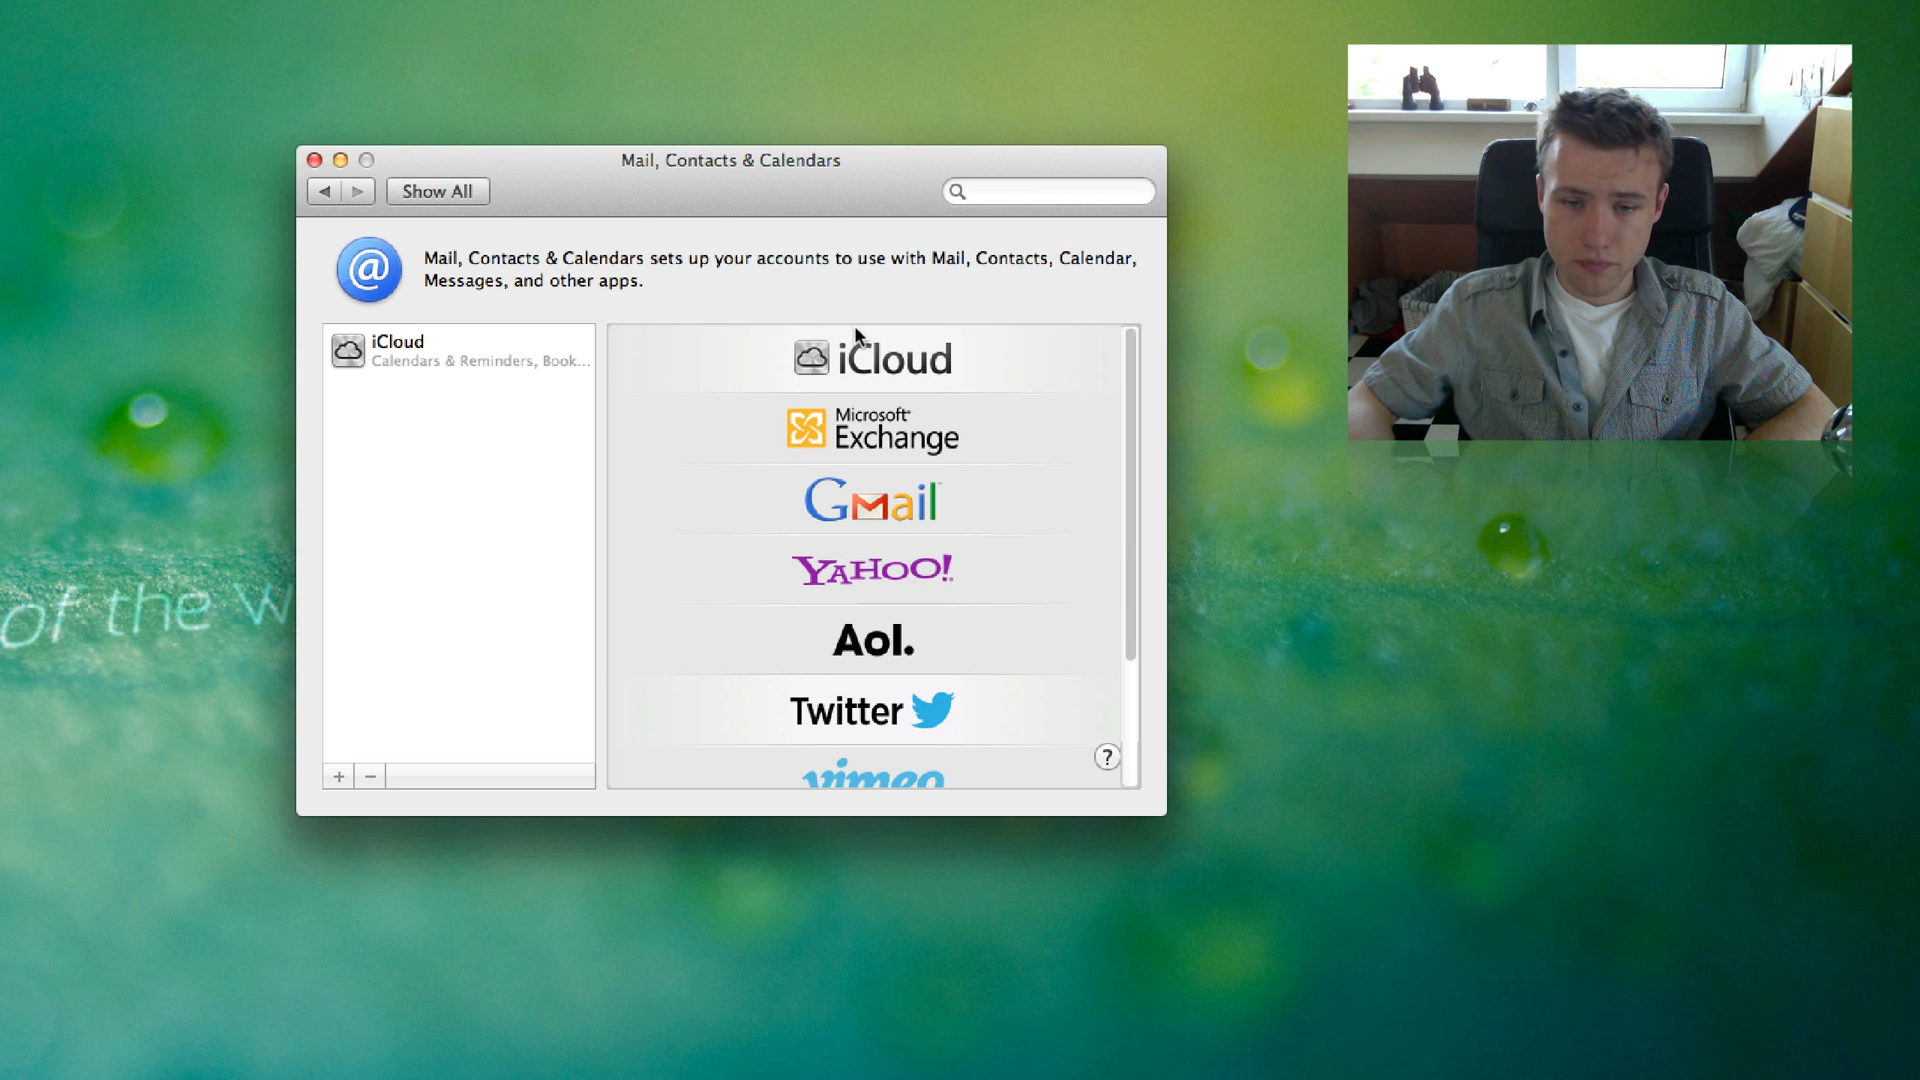 Mail, Contacts & Calendars
Show All
Mail, Contacts & Calendars sets up your accounts to use with Mail, Contacts, Calendar,
Messages, and other apps.
iCloud
Calendars & Reminders, Book...
iCloud
Microsoft
Exchange
Gmail
YAHOO!
Aol.
Twitter
vimeo
?
+ −
of the W